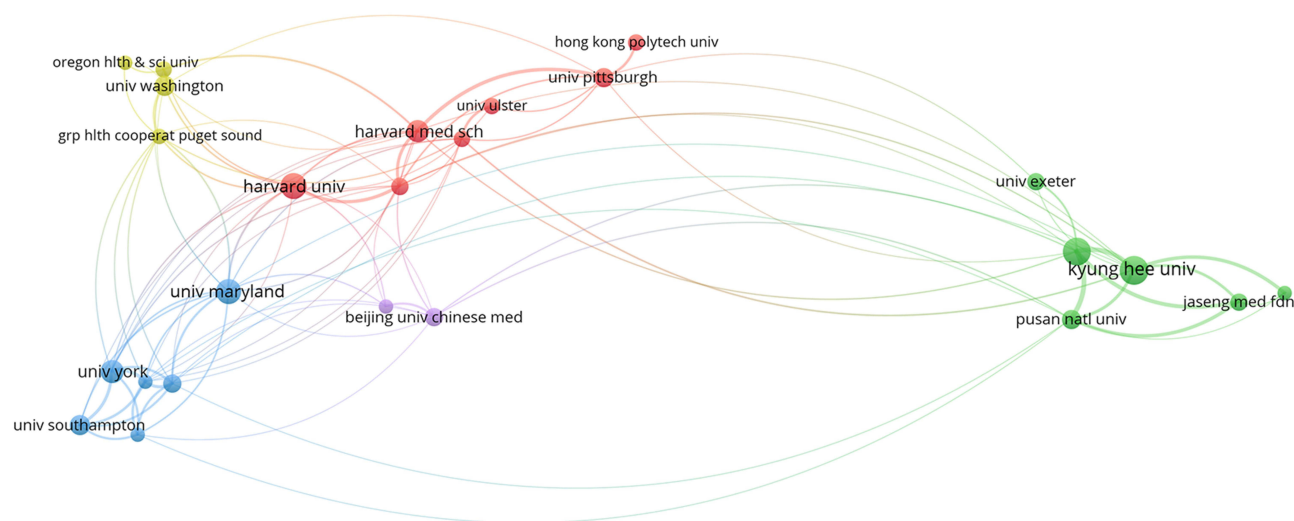 hong kong polytech univ
oregon hlth & sci univ
univ pittsburgh
univ washington
univ ulster
harvard med sch
grp hlth cooperat puget sound
univ exeter
harvard univ
kyung hee univ
univ maryland
jaseng med fdn
beijing univ chinese med
pusan natl univ
univ york
univ southampton